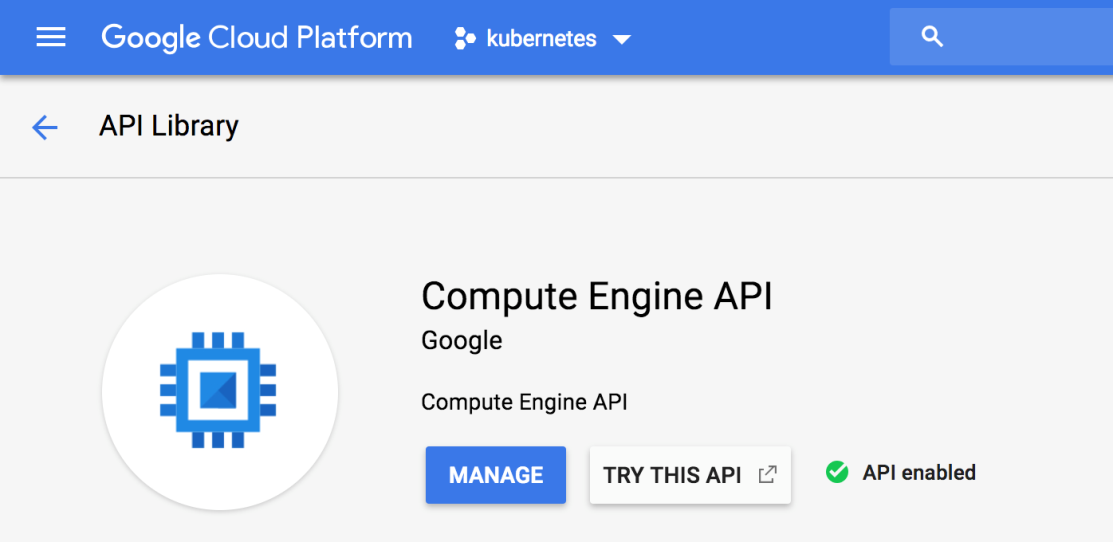 Google Cloud Platform kubernetes
API Library
Compute Engine API
Google
Compute Engine API
MANAGE TRY THIS API API enabled